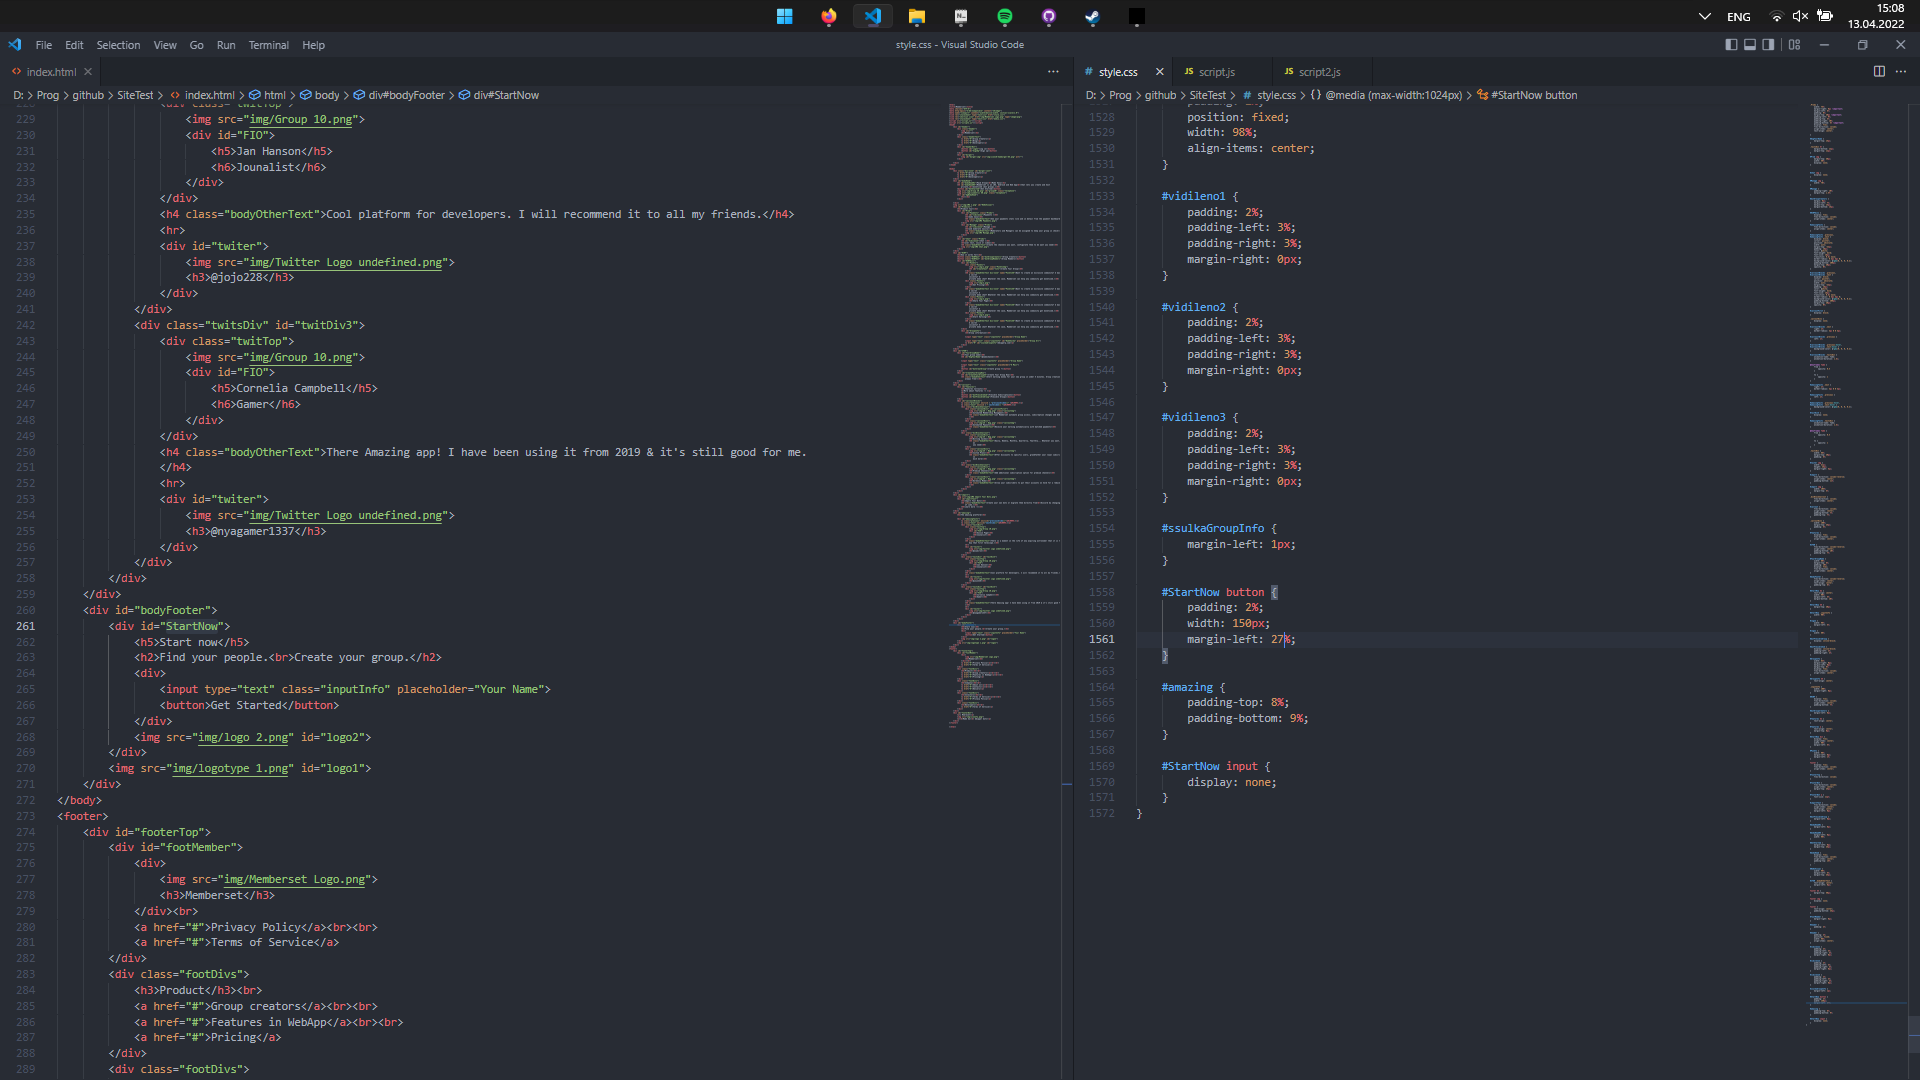 ENG
15:08
13.04.2022
File Edit Selection View Go Run Terminal Help
style.css - Visual Studio Code
index.html
D: > Prog > github > SiteTest > index.html > html > body > div#bodyFooter > div#StartNow
229 <img src="img/Group 10.png">
230 <div id="FIO">
231 <h5>Jan Hanson</h5>
232 <h6>Jounalist</h6>
233 </div>
234 </div>
235 <h4 class="bodyOtherText">Cool platform for developers. I will recommend it to all my friends.</h4>
236 <hr>
237 <div id="twiter">
238 <img src="img/Twitter Logo undefined.png">
239 <h3>@jojo228</h3>
240 </div>
241 </div>
242 <div class="twitsDiv" id="twitDiv3">
243 <div class="twitTop">
244 <img src="img/Group 10.png">
245 <div id="FIO">
246 <h5>Cornelia Campbell</h5>
247 <h6>Gamer</h6>
248 </div>
249 </div>
250 <h4 class="bodyOtherText">There Amazing app! I have been using it from 2019 & it's still good for me.
251 </h4>
252 <hr>
253 <div id="twiter">
254 <img src="img/Twitter Logo undefined.png">
255 <h3>@nyagamer1337</h3>
256 </div>
257 </div>
258 </div>
259 </div>
260 <div id="bodyFooter">
261 <div id="StartNow">
262 <h5>Start now</h5>
263 <h2>Find your people.<br>Create your group.</h2>
264 <div>
265 <input type="text" class="inputInfo" placeholder="Your Name">
266 <button>Get Started</button>
267 </div>
268 <img src="img/logo 2.png" id="logo2">
269 </div>
270 <img src="img/logotype 1.png" id="logo1">
271 </div>
272 </body>
273 <footer>
274 <div id="footerTop">
275 <div id="footMember">
276 <div>
277 <img src="img/Memberset Logo.png">
278 <h3>Memberset</h3>
279 </div><br>
280 <a href="#">Privacy Policy</a><br><br>
281 <a href="#">Terms of Service</a>
282 </div>
283 <div class="footDivs">
284 <h3>Product</h3><br>
285 <a href="#">Group creators</a><br><br>
286 <a href="#">Features in WebApp</a><br><br>
287 <a href="#">Pricing</a>
288 </div>
289 <div class="footDivs">
style.css script.js script2.js
D: > Prog > github > SiteTest > # style.css > {} @media (max-width:1024px) > #StartNow button
1528 position: fixed;
1529 width: 98%;
1530 align-items: center;
1531 }
1532
1533 #vidileno1 {
1534 padding: 2%;
1535 padding-left: 3%;
1536 padding-right: 3%;
1537 margin-right: 0px;
1538 }
1539
1540 #vidileno2 {
1541 padding: 2%;
1542 padding-left: 3%;
1543 padding-right: 3%;
1544 margin-right: 0px;
1545 }
1546
1547 #vidileno3 {
1548 padding: 2%;
1549 padding-left: 3%;
1550 padding-right: 3%;
1551 margin-right: 0px;
1552 }
1553
1554 #ssulkaGroupInfo {
1555 margin-left: 1px;
1556 }
1557
1558 #StartNow button {
1559 padding: 2%;
1560 width: 150px;
1561 margin-left: 27%;
1562 }
1563
1564 #amazing {
1565 padding-top: 8%;
1566 padding-bottom: 9%;
1567 }
1568
1569 #StartNow input {
1570 display: none;
1571 }
1572 }